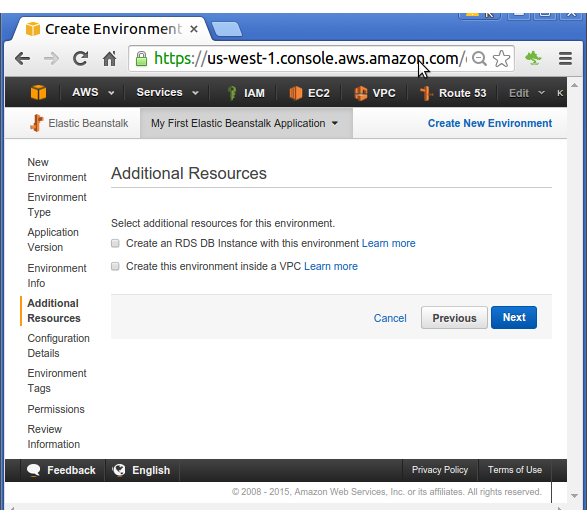 Create Environment
https://us-west-1.console.aws.amazon.com/
AWS Services IAM EC2 VPC Route 53 Edit K
Elastic Beanstalk My First Elastic Beanstalk Application Create New Environment
New
Environment
Environment
Type
Application
Version
Environment
Info
Additional
Resources
Configuration
Details
Environment
Tags
Permissions
Review
Information
Additional Resources
Select additional resources for this environment.
Create an RDS DB Instance with this environment Learn more
Create this environment inside a VPC Learn more
Cancel Previous Next
Feedback English Privacy Policy Terms of Use
© 2008 - 2015, Amazon Web Services, Inc. or its affiliates. All rights reserved.